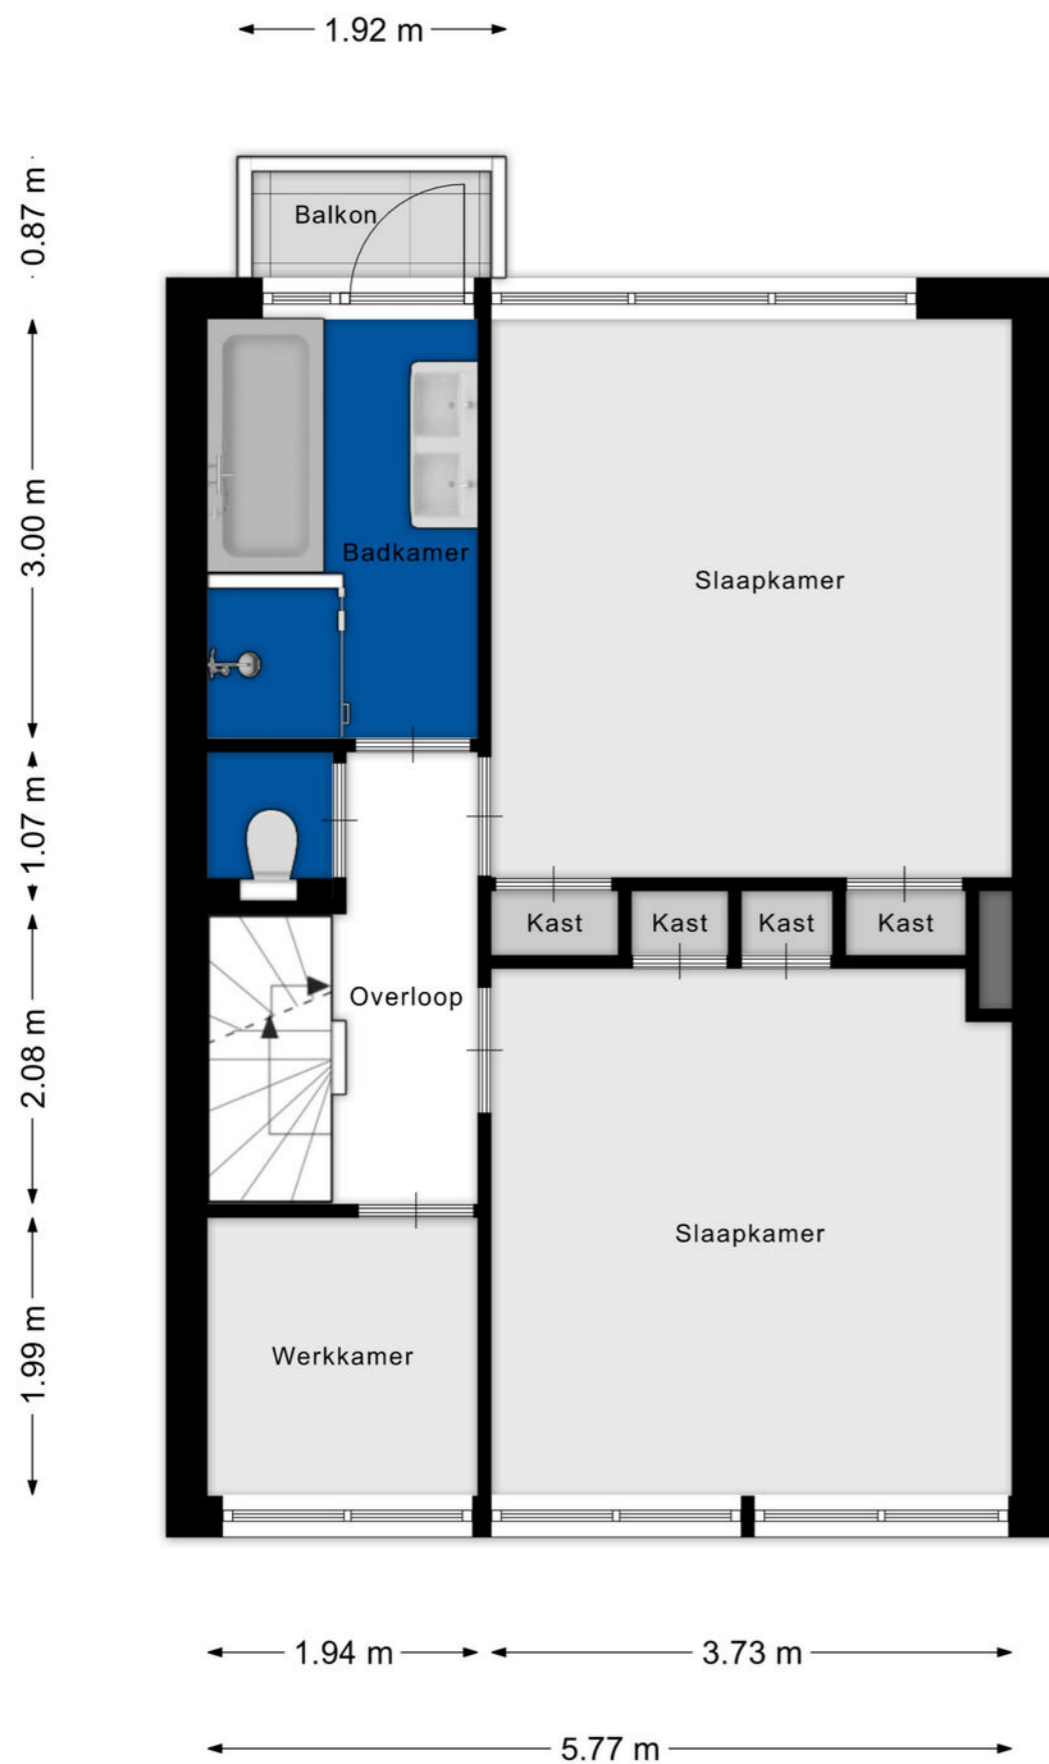 1.92 m
0.87 m
Balkon
3.00 m
Badkamer
Slaapkamer
1.07 m
Kast
Kast
Kast
Kast
Overloop
2.08 m
Slaapkamer
1.99 m
Werkkamer
1.94 m
3.73 m
5.77 m